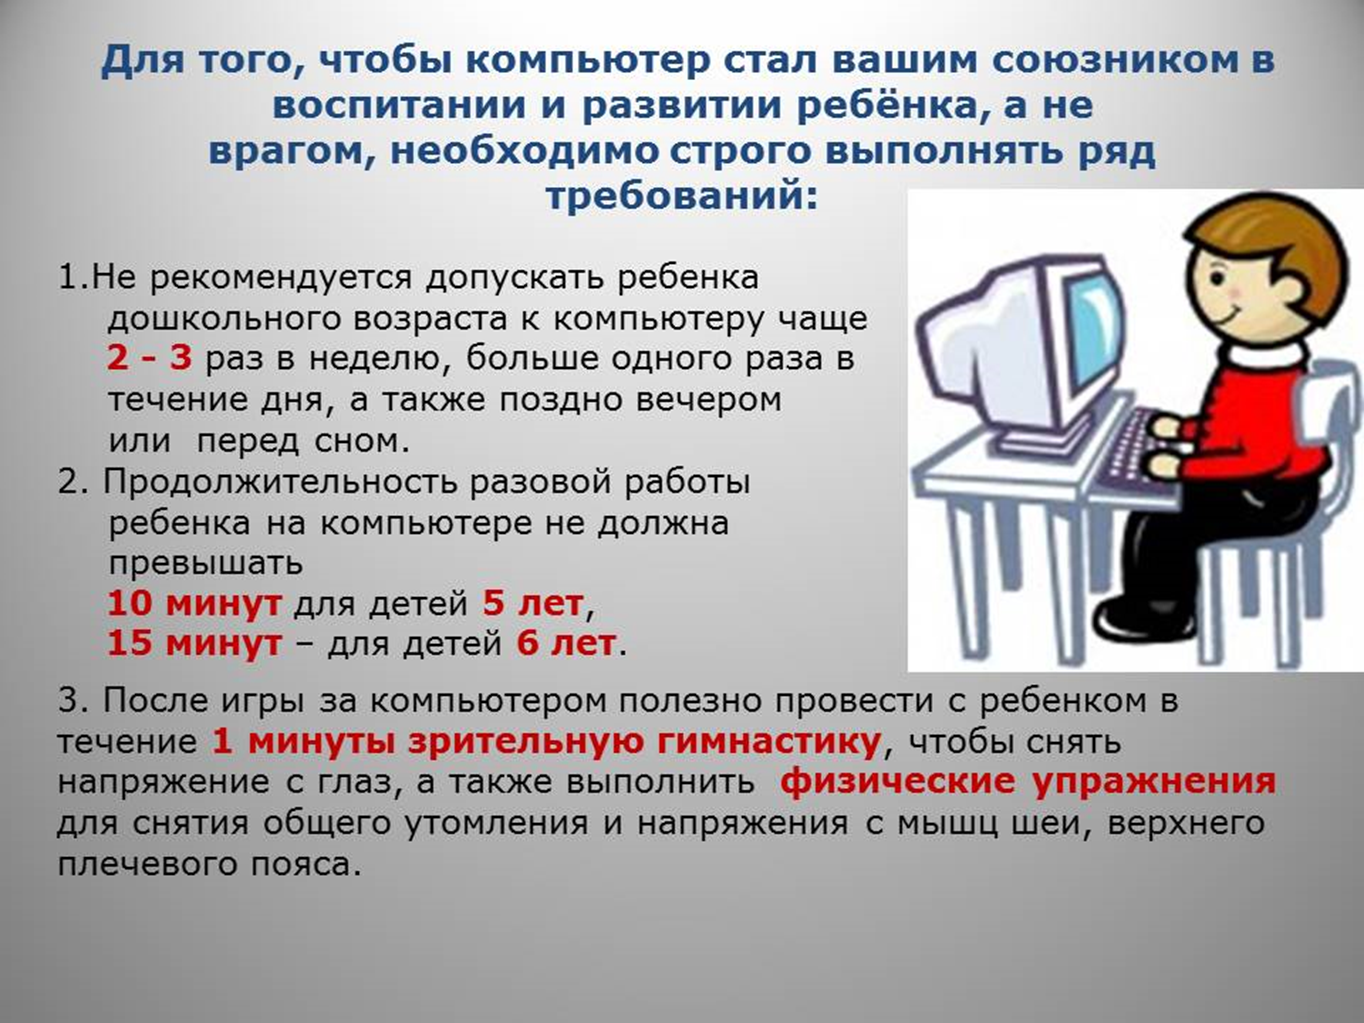 Для того, чтобы компьютер стал вашим союзником в
воспитании и развитии ребёнка, а не
врагом, необходимо строго выполнять ряд
требований:
1.Не рекомендуется допускать ребенка
дошкольного возраста к компьютеру чаще
2 - 3 раз в неделю, больше одного раза в
течение дня, а также поздно вечером
или  перед сном.
2. Продолжительность разовой работы
ребенка на компьютере не должна
превышать
10 минут для детей 5 лет,
15 минут – для детей 6 лет.
3. После игры за компьютером полезно провести с ребенком в
течение 1 минуты зрительную гимнастику, чтобы снять
напряжение с глаз, а также выполнить  физические упражнения
для снятия общего утомления и напряжения с мышц шеи, верхнего
плечевого пояса.